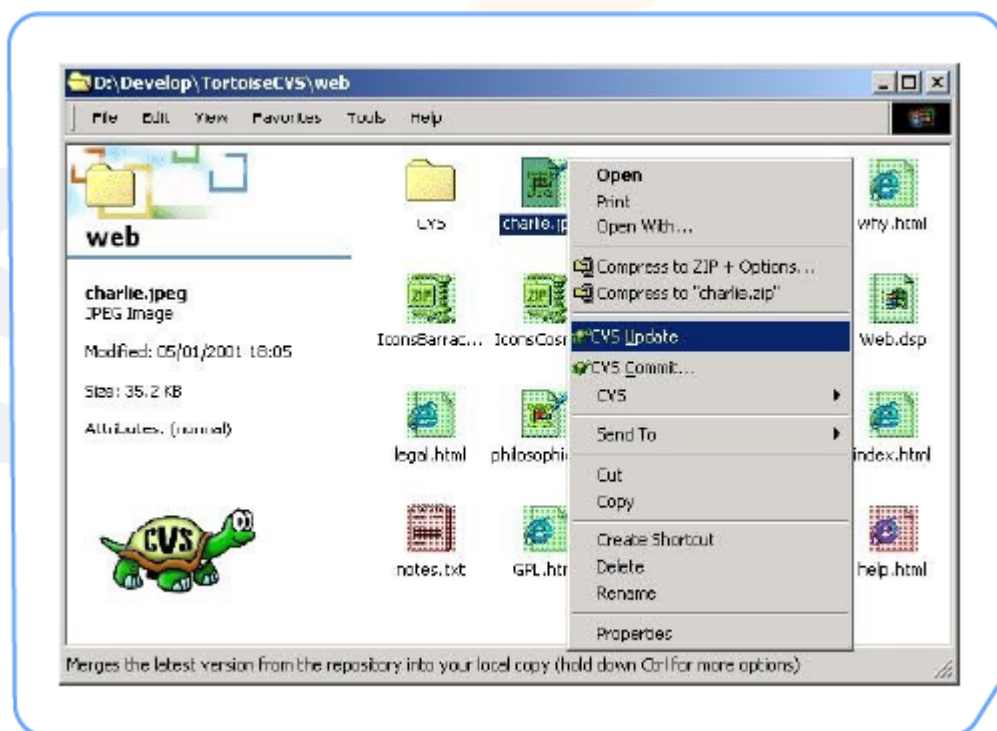 D:\Develop\TortoiseCVS\web
File Edit View Favorites Tools Help
web
charlie.jpeg
JPEG Image
Modified: 05/01/2001 18:05
Size: 35.2 KB
Attributes: (normal)
CVS
CVS
charlie.jp
why.html
ZIP
IconsBarrac...
ZIP
IconsCosm
Web.dsp
legal.html
philosophi
index.html
notes.txt
GPL.htm
help.html
Open
Print
Open With...
Compress to ZIP + Options...
Compress to "charlie.zip"
CVS Update
CVS Commit...
CVS
Send To
Cut
Copy
Create Shortcut
Delete
Rename
Properties
Merges the latest version from the repository into your local copy (hold down Ctrl for more options)